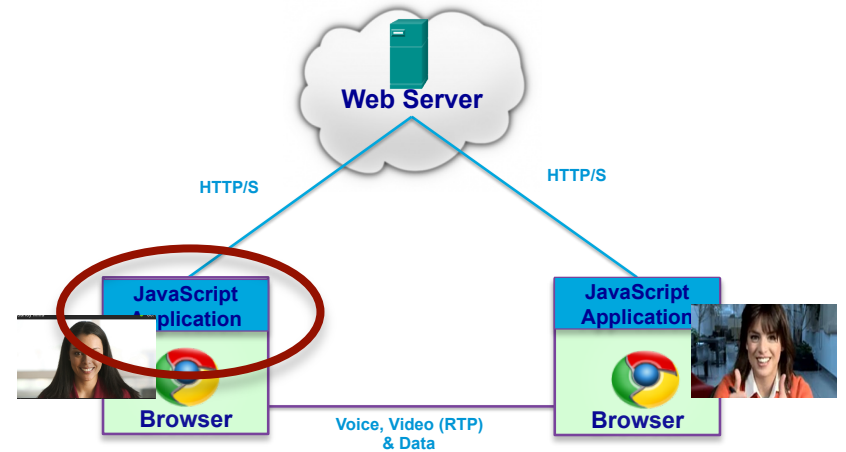 Web Server
HTTP/S
HTTP/S
JavaScript
Application
JavaScript
Application
Browser
Browser
Voice, Video (RTP)
& Data